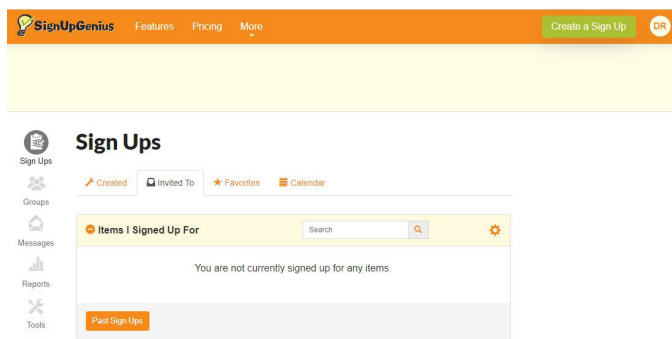 SignUpGenius Features Pricing More Create a Sign Up DR
Sign Ups
Sign Ups
Created Invited To Favorites Calendar
Groups
Items I Signed Up For Search
Messages
You are not currently signed up for any items.
Reports
Past Sign Ups
Tools